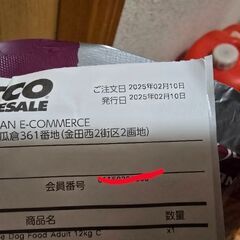 TCO
ESALE
ご注文日 2025年02月10日
発行日 2025年02月10日
AN E-COMMERCE
瓜倉361番地(金田西2街区2画地)
会員番号
商品名
数量
g Dog Food Adult 12kg C
x1